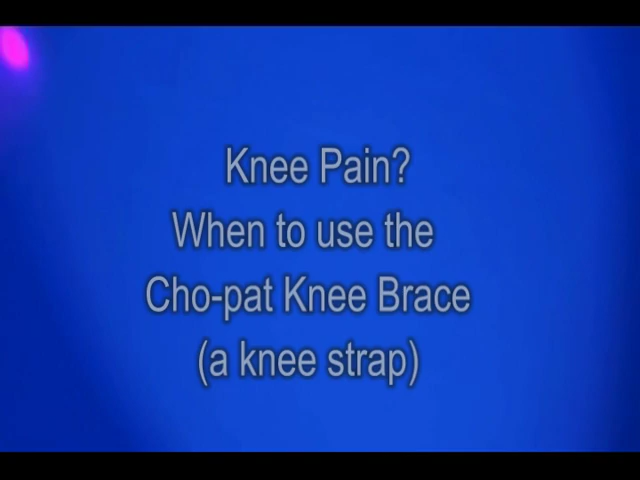 Knee Pain?
When to use the
Cho-pat Knee Brace
(a knee strap)